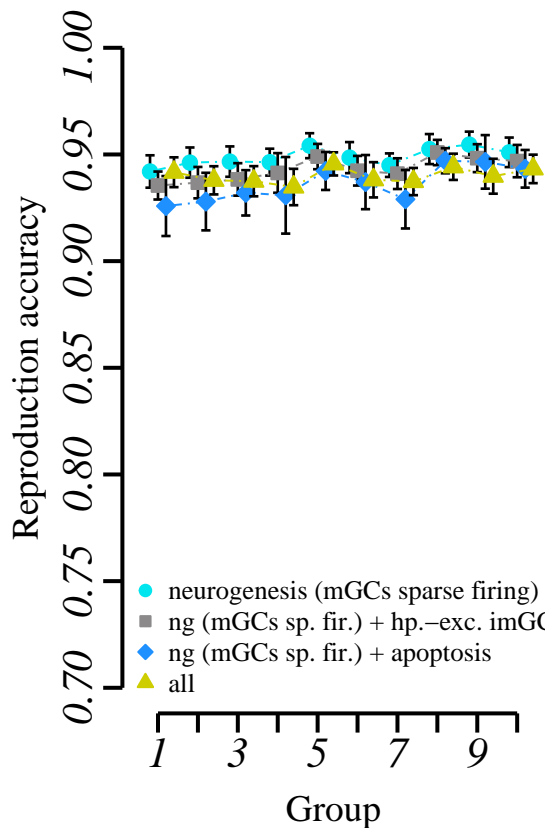 1.00
0.95
0.90
0.85
0.80
0.75
0.70
Reproduction accuracy
neurogenesis (mGCs sparse firing)
ng (mGCs sp. fir.) + hp.−exc. imGC
ng (mGCs sp. fir.) + apoptosis
all
1 3 5 7 9
Group